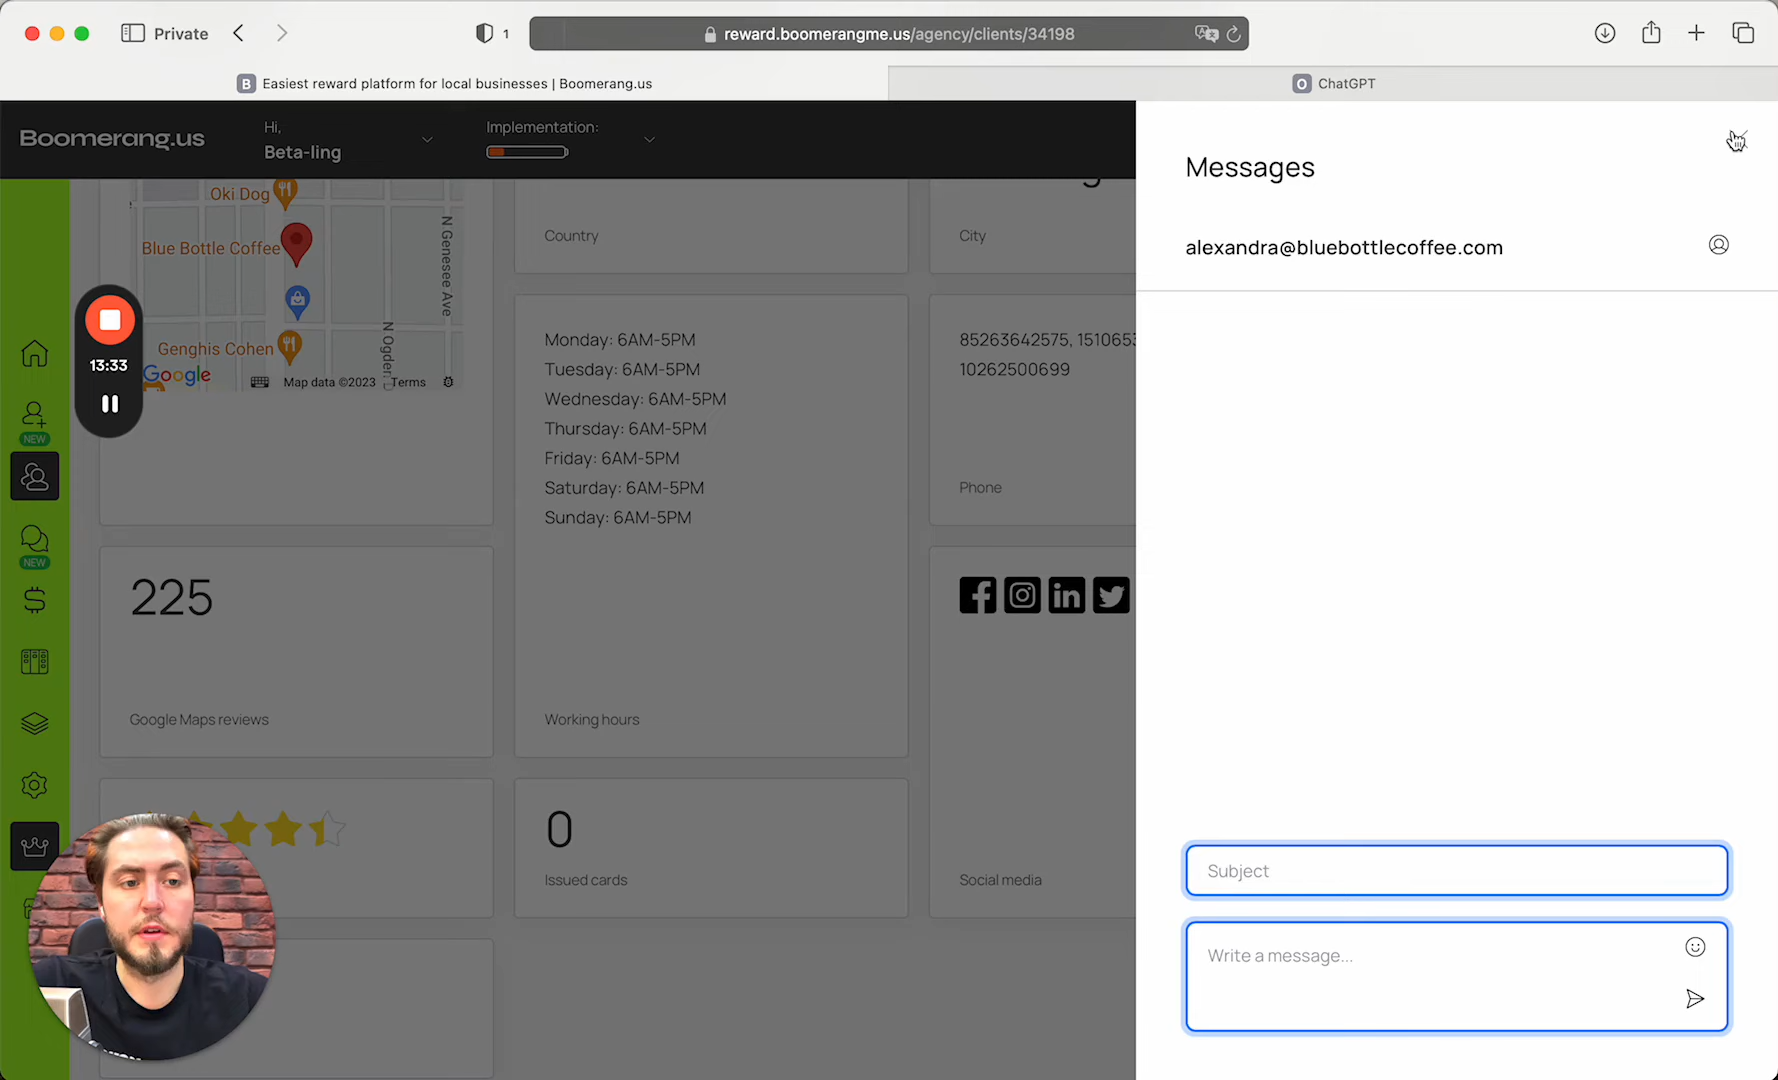 Private
1
reward.boomerangme.us/agency/clients/34198
B Easiest reward platform for local businesses | Boomerang.us
O ChatGPT
Boomerang.us
Hi,
Beta-ling
Implementation:
Messages
alexandra@bluebottlecoffee.com
Oki Dog
Blue Bottle Coffee
Genghis Cohen
N Genesee Ave
N Ogden
Google
Map data ©2023
Terms
Country
City
13:33
Monday: 6AM-5PM
Tuesday: 6AM-5PM
Wednesday: 6AM-5PM
Thursday: 6AM-5PM
Friday: 6AM-5PM
Saturday: 6AM-5PM
Sunday: 6AM-5PM
Working hours
85263642575, 1510653
10262500699
Phone
NEW
NEW
225
Google Maps reviews
0
Issued cards
Social media
Subject
Write a message...